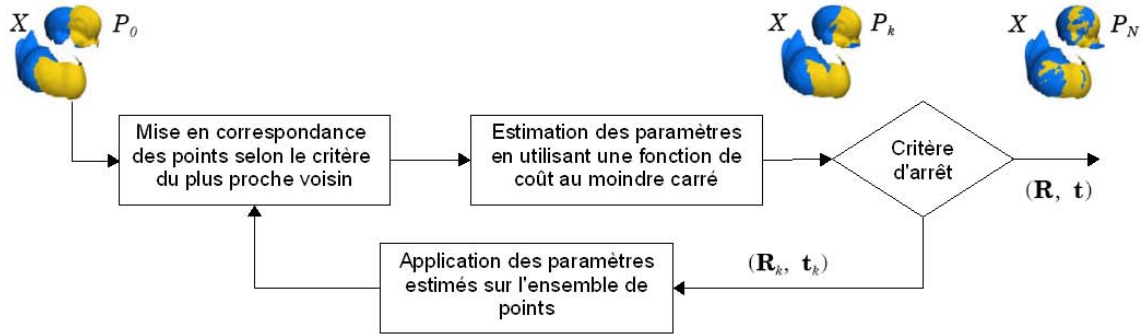 X P₀
X Pₖ
X P_N
Mise en correspondance
des points selon le critère
du plus proche voisin
Estimation des paramètres
en utilisant une fonction de
coût au moindre carré
Critère
d'arrêt
(R, t)
Application des paramètres
estimés sur l'ensemble de
points
(Rₖ, tₖ)